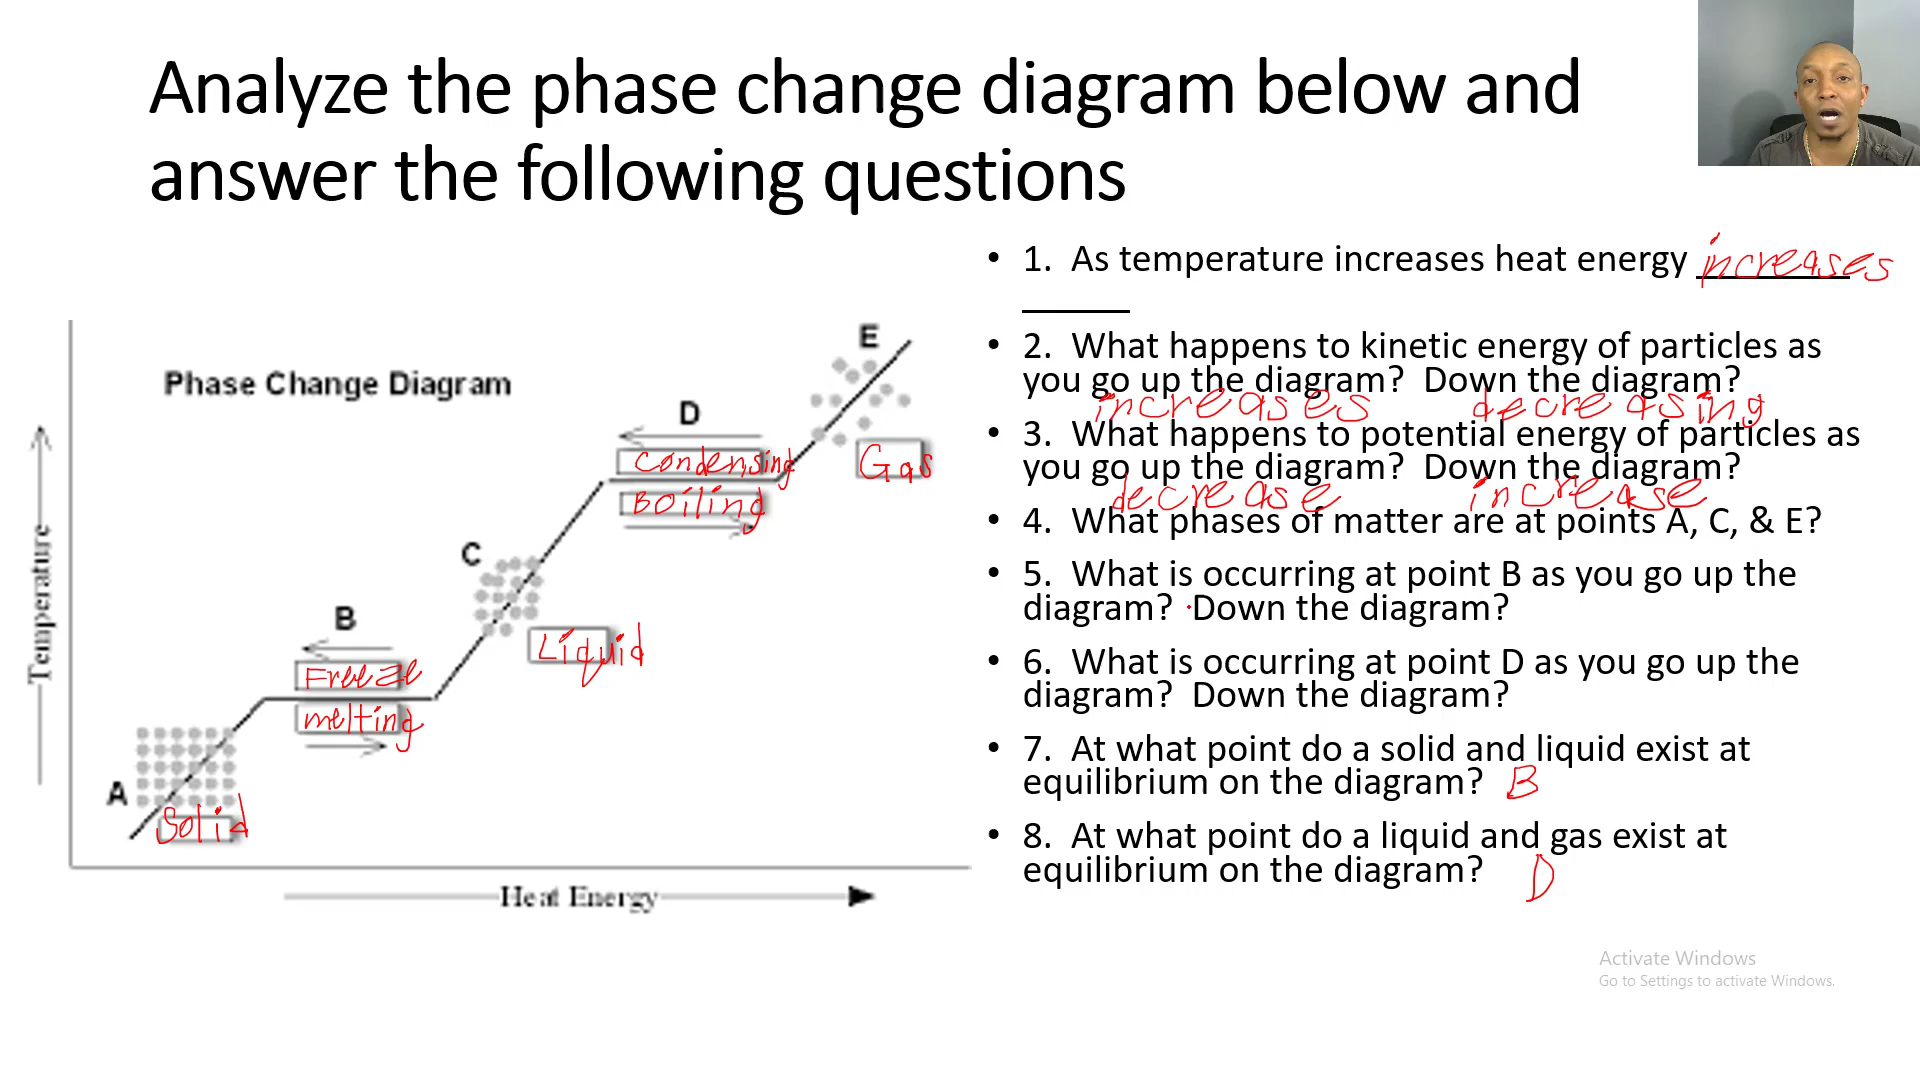 Analyze the phase change diagram below and
answer the following questions
• 1. As temperature increases heat energy increases
• 2. What happens to kinetic energy of particles as
you go up the diagram? Down the diagram?
increases decreasing
• 3. What happens to potential energy of particles as
you go up the diagram? Down the diagram?
decrease increase
• 4. What phases of matter are at points A, C, & E?
• 5. What is occurring at point B as you go up the
diagram? Down the diagram?
• 6. What is occurring at point D as you go up the
diagram? Down the diagram?
• 7. At what point do a solid and liquid exist at
equilibrium on the diagram? B
• 8. At what point do a liquid and gas exist at
equilibrium on the diagram? D
Phase Change Diagram
E
D
Condensing
Gas
Boiling
C
B
Liquid
Freeze
melting
A
Solid
Temperature
Heat Energy
Activate Windows
Go to Settings to activate Windows.